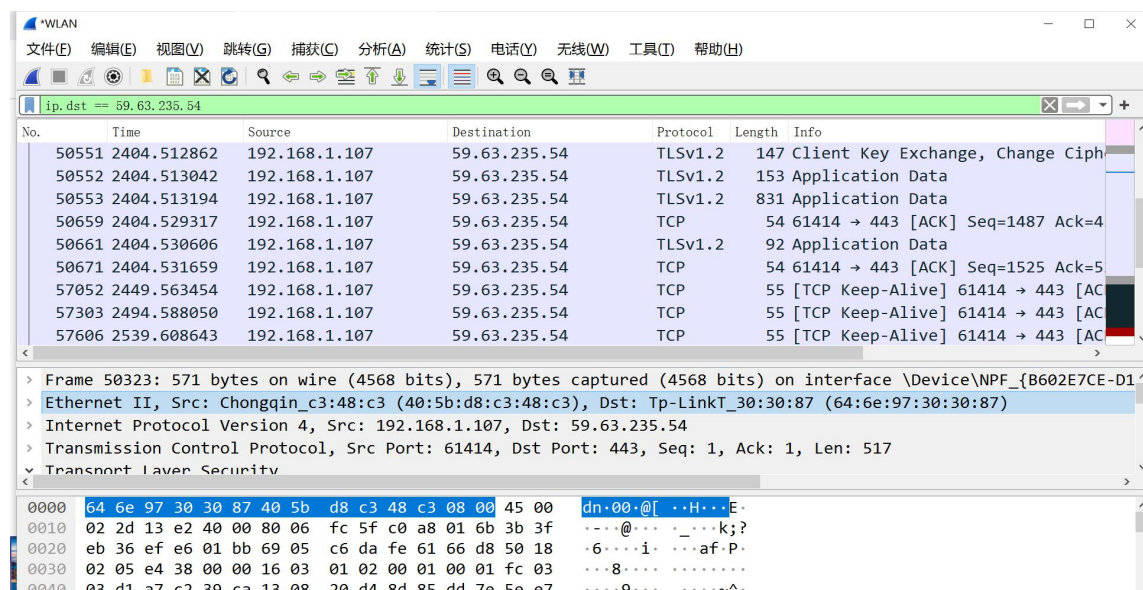 *WLAN
文件(F) 编辑(E) 视图(V) 跳转(G) 捕获(C) 分析(A) 统计(S) 电话(Y) 无线(W) 工具(T) 帮助(H)
ip.dst == 59.63.235.54
No. Time Source Destination Protocol Length Info
50551 2404.512862 192.168.1.107 59.63.235.54 TLSv1.2 147 Client Key Exchange, Change Ciph
50552 2404.513042 192.168.1.107 59.63.235.54 TLSv1.2 153 Application Data
50553 2404.513194 192.168.1.107 59.63.235.54 TLSv1.2 831 Application Data
50659 2404.529317 192.168.1.107 59.63.235.54 TCP 54 61414 → 443 [ACK] Seq=1487 Ack=4
50661 2404.530606 192.168.1.107 59.63.235.54 TLSv1.2 92 Application Data
50671 2404.531659 192.168.1.107 59.63.235.54 TCP 54 61414 → 443 [ACK] Seq=1525 Ack=5
57052 2449.563454 192.168.1.107 59.63.235.54 TCP 55 [TCP Keep-Alive] 61414 → 443 [AC
57303 2494.588050 192.168.1.107 59.63.235.54 TCP 55 [TCP Keep-Alive] 61414 → 443 [AC
57606 2539.608643 192.168.1.107 59.63.235.54 TCP 55 [TCP Keep-Alive] 61414 → 443 [AC
Frame 50323: 571 bytes on wire (4568 bits), 571 bytes captured (4568 bits) on interface \Device\NPF_{B602E7CE-D1
Ethernet II, Src: Chongqin_c3:48:c3 (40:5b:d8:c3:48:c3), Dst: Tp-LinkT_30:30:87 (64:6e:97:30:30:87)
Internet Protocol Version 4, Src: 192.168.1.107, Dst: 59.63.235.54
Transmission Control Protocol, Src Port: 61414, Dst Port: 443, Seq: 1, Ack: 1, Len: 517
Transport Layer Security
0000 64 6e 97 30 30 87 40 5b d8 c3 48 c3 08 00 45 00 dn·00·@[ ··H···E·
0010 02 2d 13 e2 40 00 80 06 fc 5f c0 a8 01 6b 3b 3f ·-··@··· ·_···k;?
0020 eb 36 ef e6 01 bb 69 05 c6 da fe 61 66 d8 50 18 ·6····i· ···af·P·
0030 02 05 e4 38 00 00 16 03 01 02 00 01 00 01 fc 03 ···8···· ········
0040 03 d1 a7 c2 39 ca 13 08 20 d4 8d 85 dd 7e 5e e7 ····9··· ·····~^·